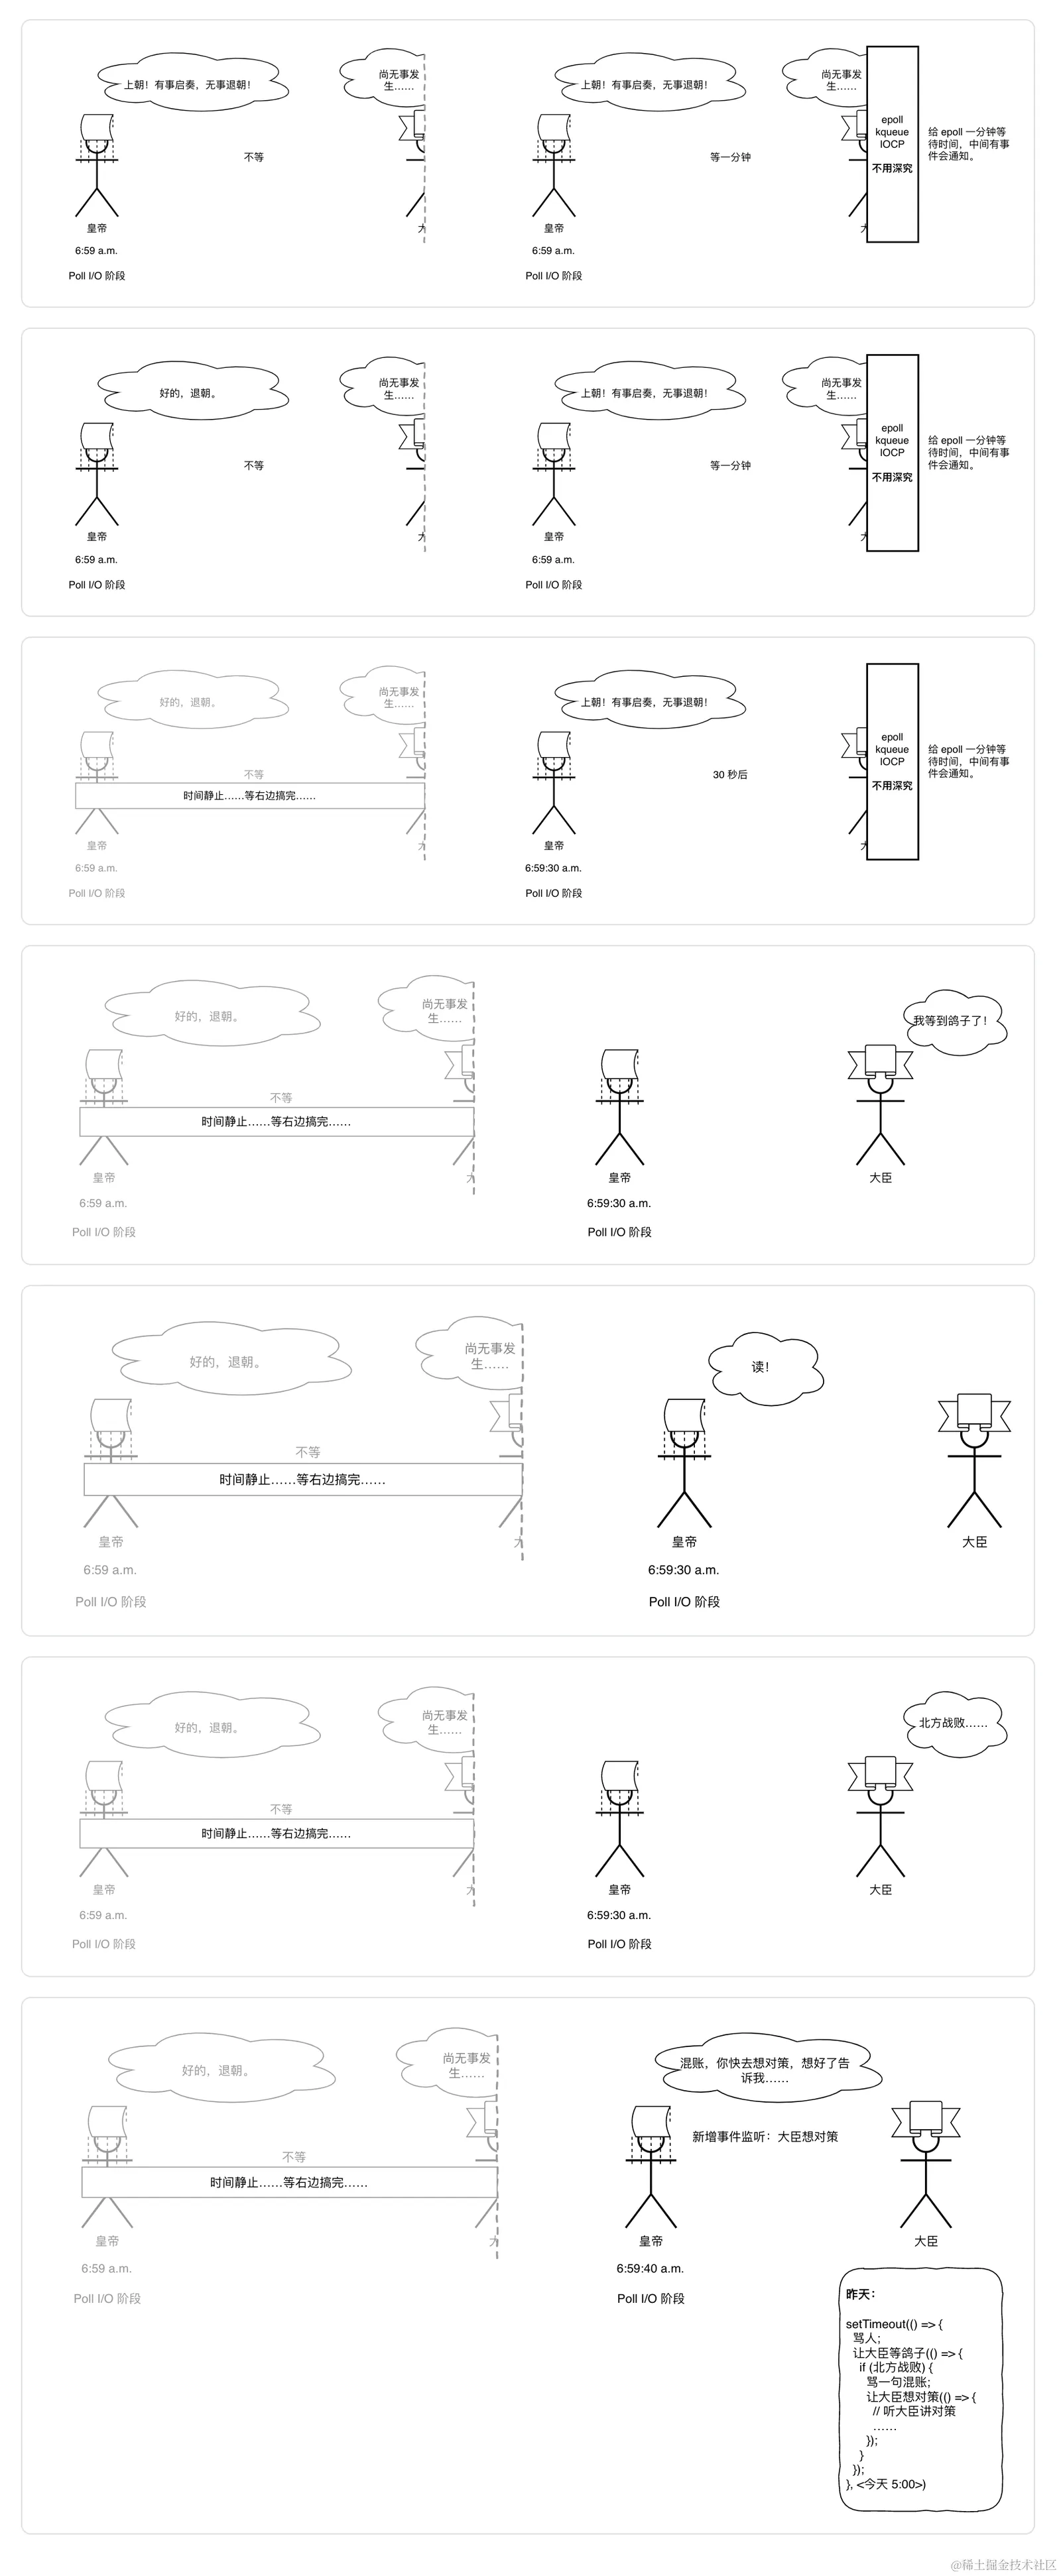 上朝！有事启奏，无事退朝！
尚无事发
生……
不等
皇帝
大
6:59 a.m.
Poll I/O 阶段
上朝！有事启奏，无事退朝！
尚无事发
生……
等一分钟
epoll
kqueue
IOCP
不用深究
给 epoll 一分钟等
待时间，中间有事
件会通知。
皇帝
大
6:59 a.m.
Poll I/O 阶段
好的，退朝。
尚无事发
生……
不等
皇帝
大
6:59 a.m.
Poll I/O 阶段
上朝！有事启奏，无事退朝！
尚无事发
生……
等一分钟
epoll
kqueue
IOCP
不用深究
给 epoll 一分钟等
待时间，中间有事
件会通知。
皇帝
大
6:59 a.m.
Poll I/O 阶段
好的，退朝。
尚无事发
生……
不等
时间静止……等右边搞完……
皇帝
大
6:59 a.m.
Poll I/O 阶段
上朝！有事启奏，无事退朝！
30 秒后
epoll
kqueue
IOCP
不用深究
给 epoll 一分钟等
待时间，中间有事
件会通知。
皇帝
大
6:59:30 a.m.
Poll I/O 阶段
好的，退朝。
尚无事发
生……
不等
时间静止……等右边搞完……
皇帝
大
6:59 a.m.
Poll I/O 阶段
我等到鸽子了！
皇帝
大臣
6:59:30 a.m.
Poll I/O 阶段
好的，退朝。
尚无事发
生……
不等
时间静止……等右边搞完……
皇帝
大
6:59 a.m.
Poll I/O 阶段
读！
皇帝
大臣
6:59:30 a.m.
Poll I/O 阶段
好的，退朝。
尚无事发
生……
不等
时间静止……等右边搞完……
皇帝
大
6:59 a.m.
Poll I/O 阶段
北方战败……
皇帝
大臣
6:59:30 a.m.
Poll I/O 阶段
好的，退朝。
尚无事发
生……
不等
时间静止……等右边搞完……
皇帝
大
6:59 a.m.
Poll I/O 阶段
混账，你快去想对策，想好了告
诉我……
新增事件监听：大臣想对策
皇帝
大臣
6:59:40 a.m.
Poll I/O 阶段
昨天：
setTimeout(() => {
骂人;
让大臣等鸽子(() => {
if (北方战败) {
骂一句混账;
让大臣想对策(() => {
// 听大臣讲对策
……
});
}
});
}, <今天 5:00>)
@稀土掘金技术社区